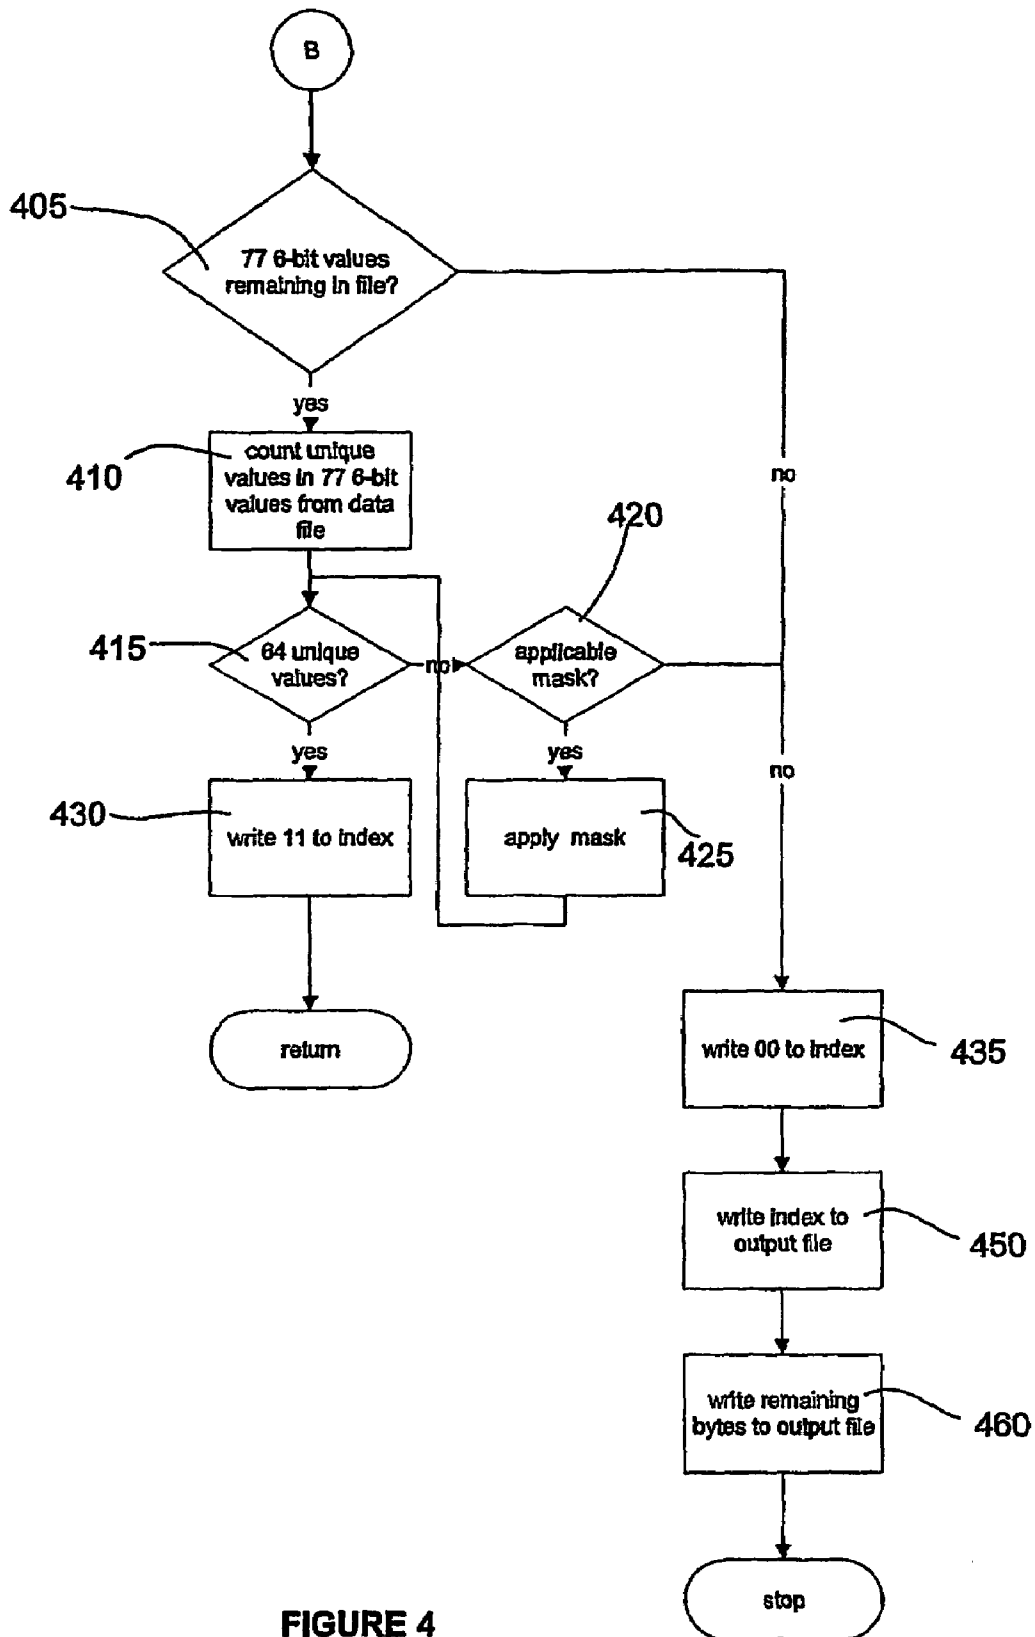 B
405
77 6-bit values
remaining in file?
yes
no
410
count unique
values in 77 6-bit
values from data
file
420
415
64 unique
values?
no
applicable
mask?
yes
yes
no
430
write 11 to index
apply mask
425
return
write 00 to index
435
write index to
output file
450
write remaining
bytes to output file
460
stop
FIGURE 4